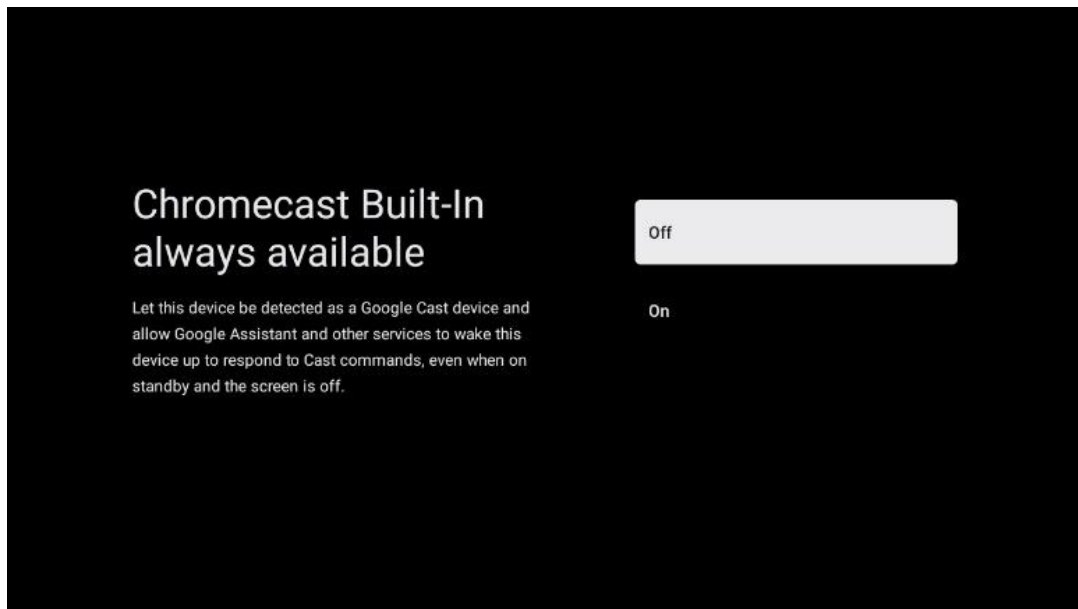 Chromecast Built-In
always available
Let this device be detected as a Google Cast device and
allow Google Assistant and other services to wake this
device up to respond to Cast commands, even when on
standby and the screen is off.
Off
On